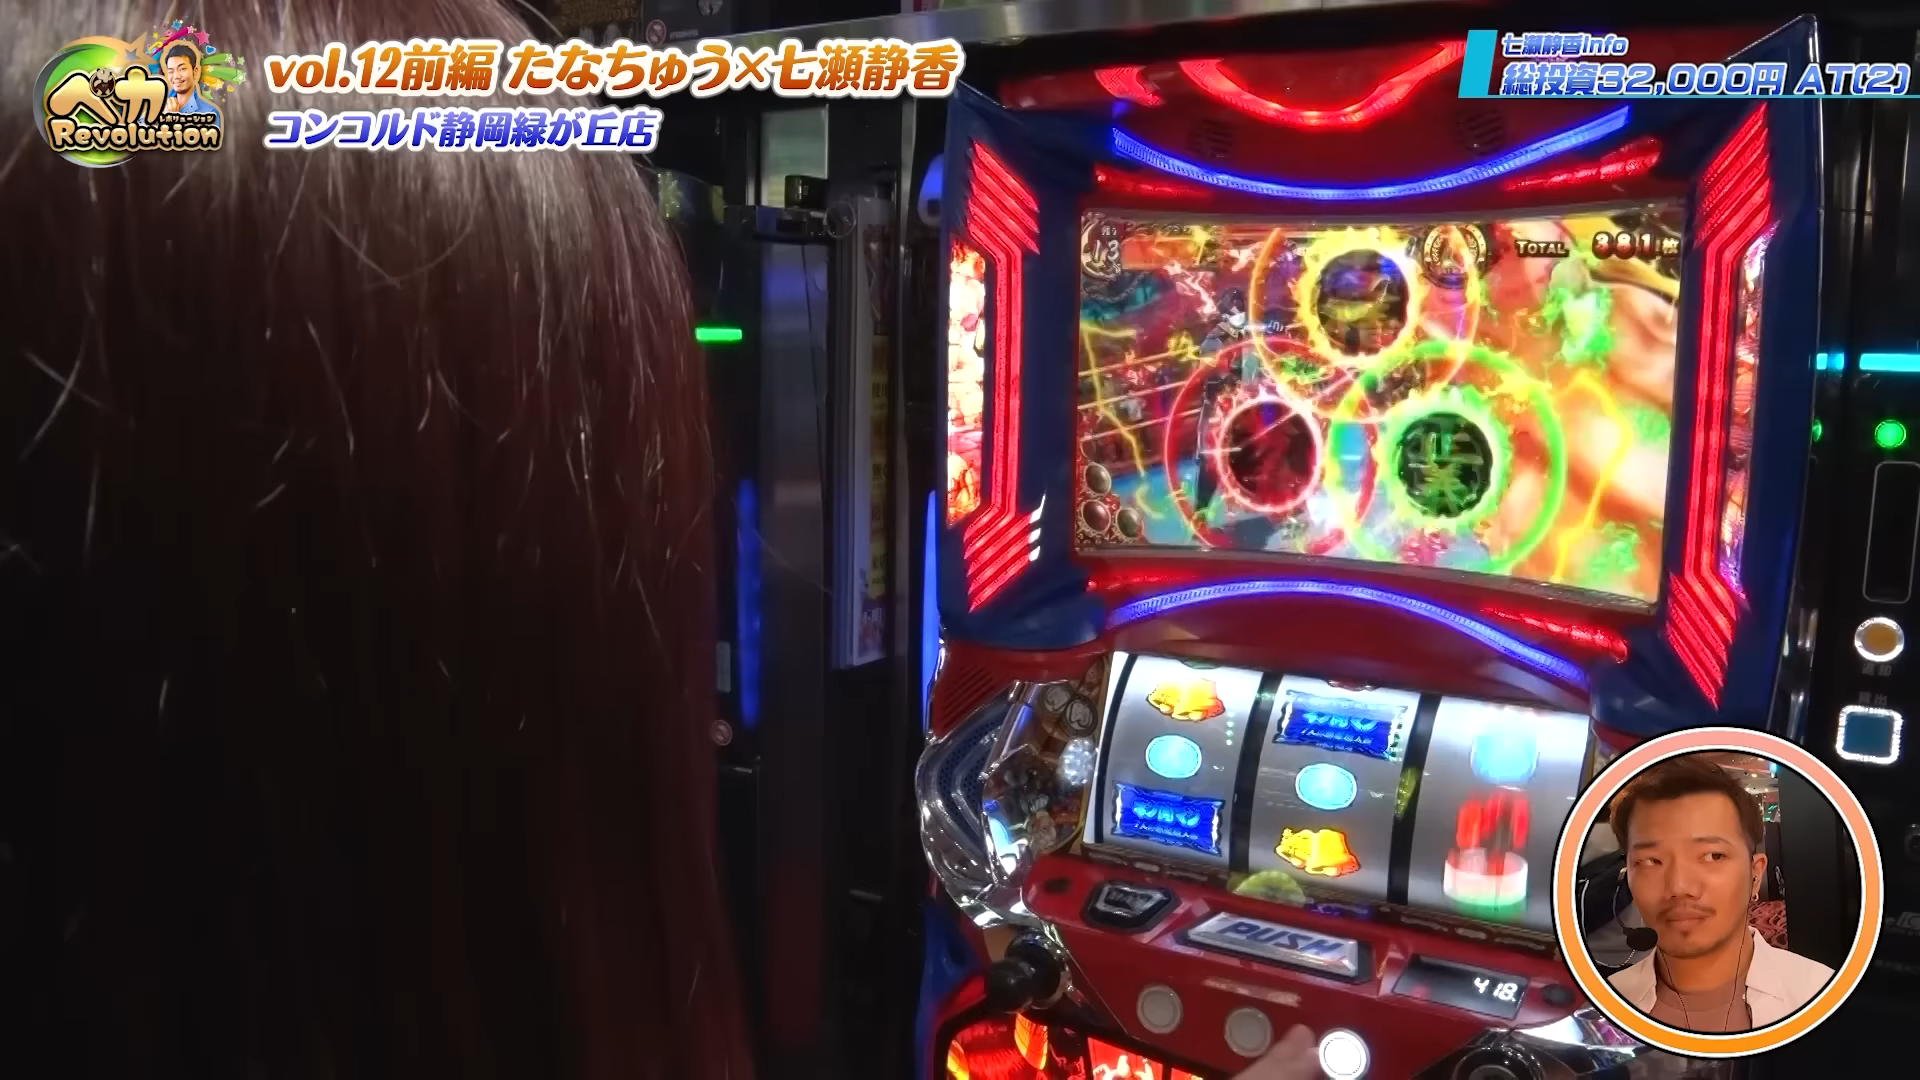 ペカ
レボリューション
Revolution
vol.12前編 たなちゅう×七瀬静香
コンコルド静岡緑が丘店
七瀬静香Info
総投資32,000円 AT(2)
13
TOTAL 381枚
PUSH
418